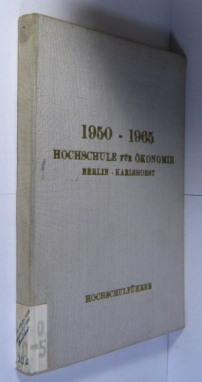 1950 - 1965
HOCHSCHULE FÜR ÖKONOMIE
BERLIN - KARLSHORST
HOCHSCHULFÜHRER